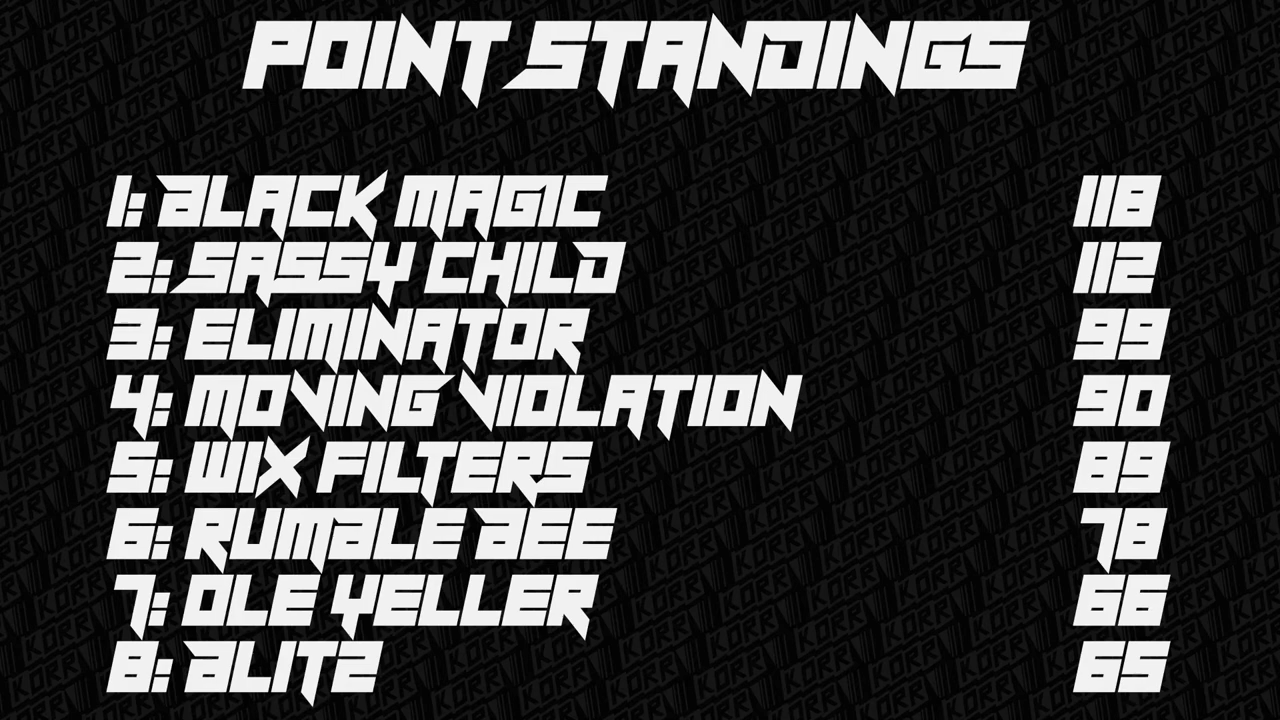 POINT STANDINGS
1: BLACK MAGIC 118
2: SASSY CHILD 112
3: ELIMINATOR 99
4: MOVING VIOLATION 90
5: WIX FILTERS 89
6: RUMBLE BEE 78
7: OLE YELLER 66
8: BLITZ 65